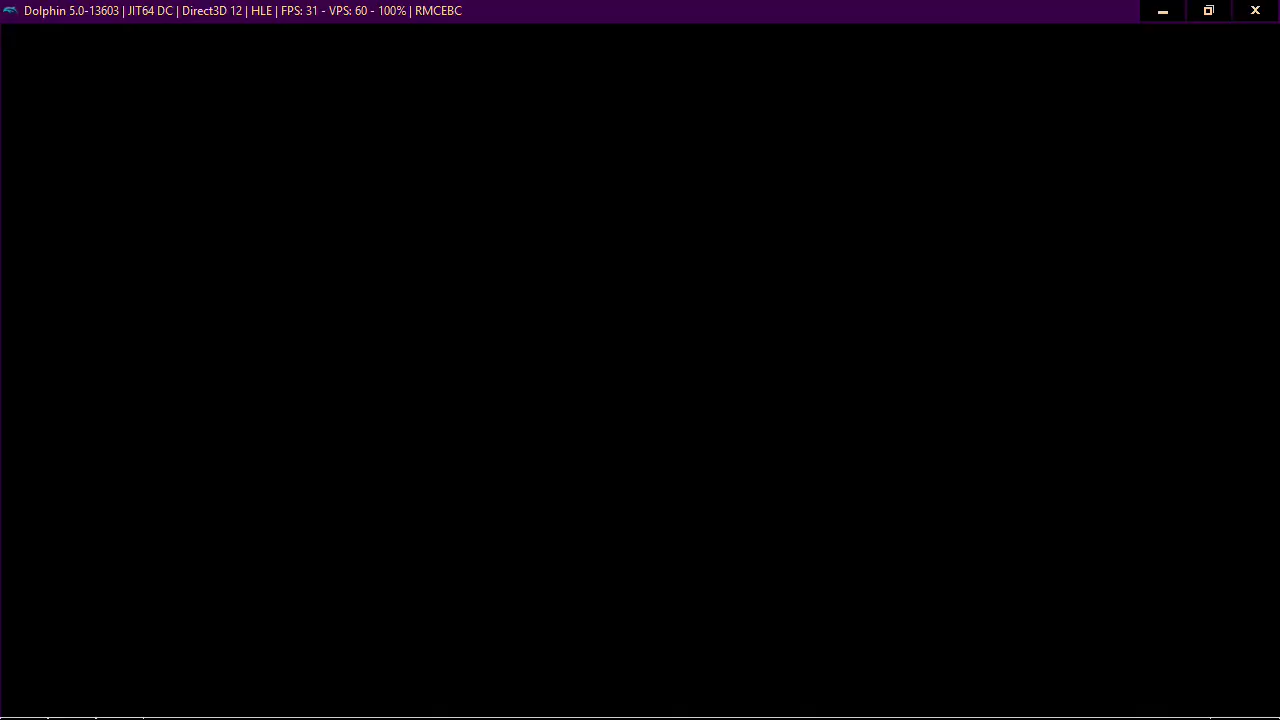 Dolphin 5.0-13603 | JIT64 DC | Direct3D 12 | HLE | FPS: 31 - VPS: 60 - 100% | RMCEBC